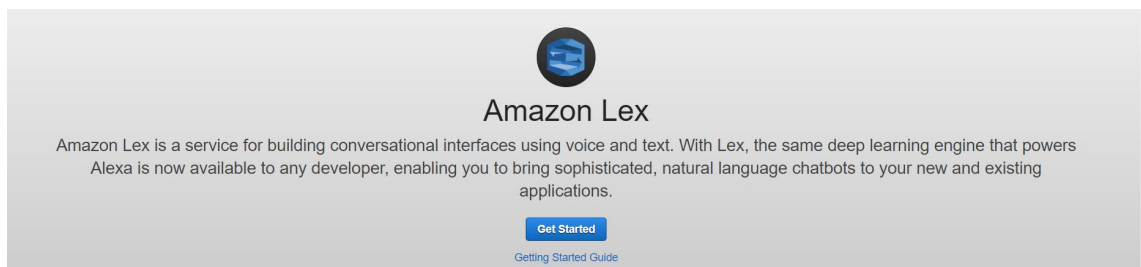 Amazon Lex
Amazon Lex is a service for building conversational interfaces using voice and text. With Lex, the same deep learning engine that powers
Alexa is now available to any developer, enabling you to bring sophisticated, natural language chatbots to your new and existing
applications.
Get Started
Getting Started Guide